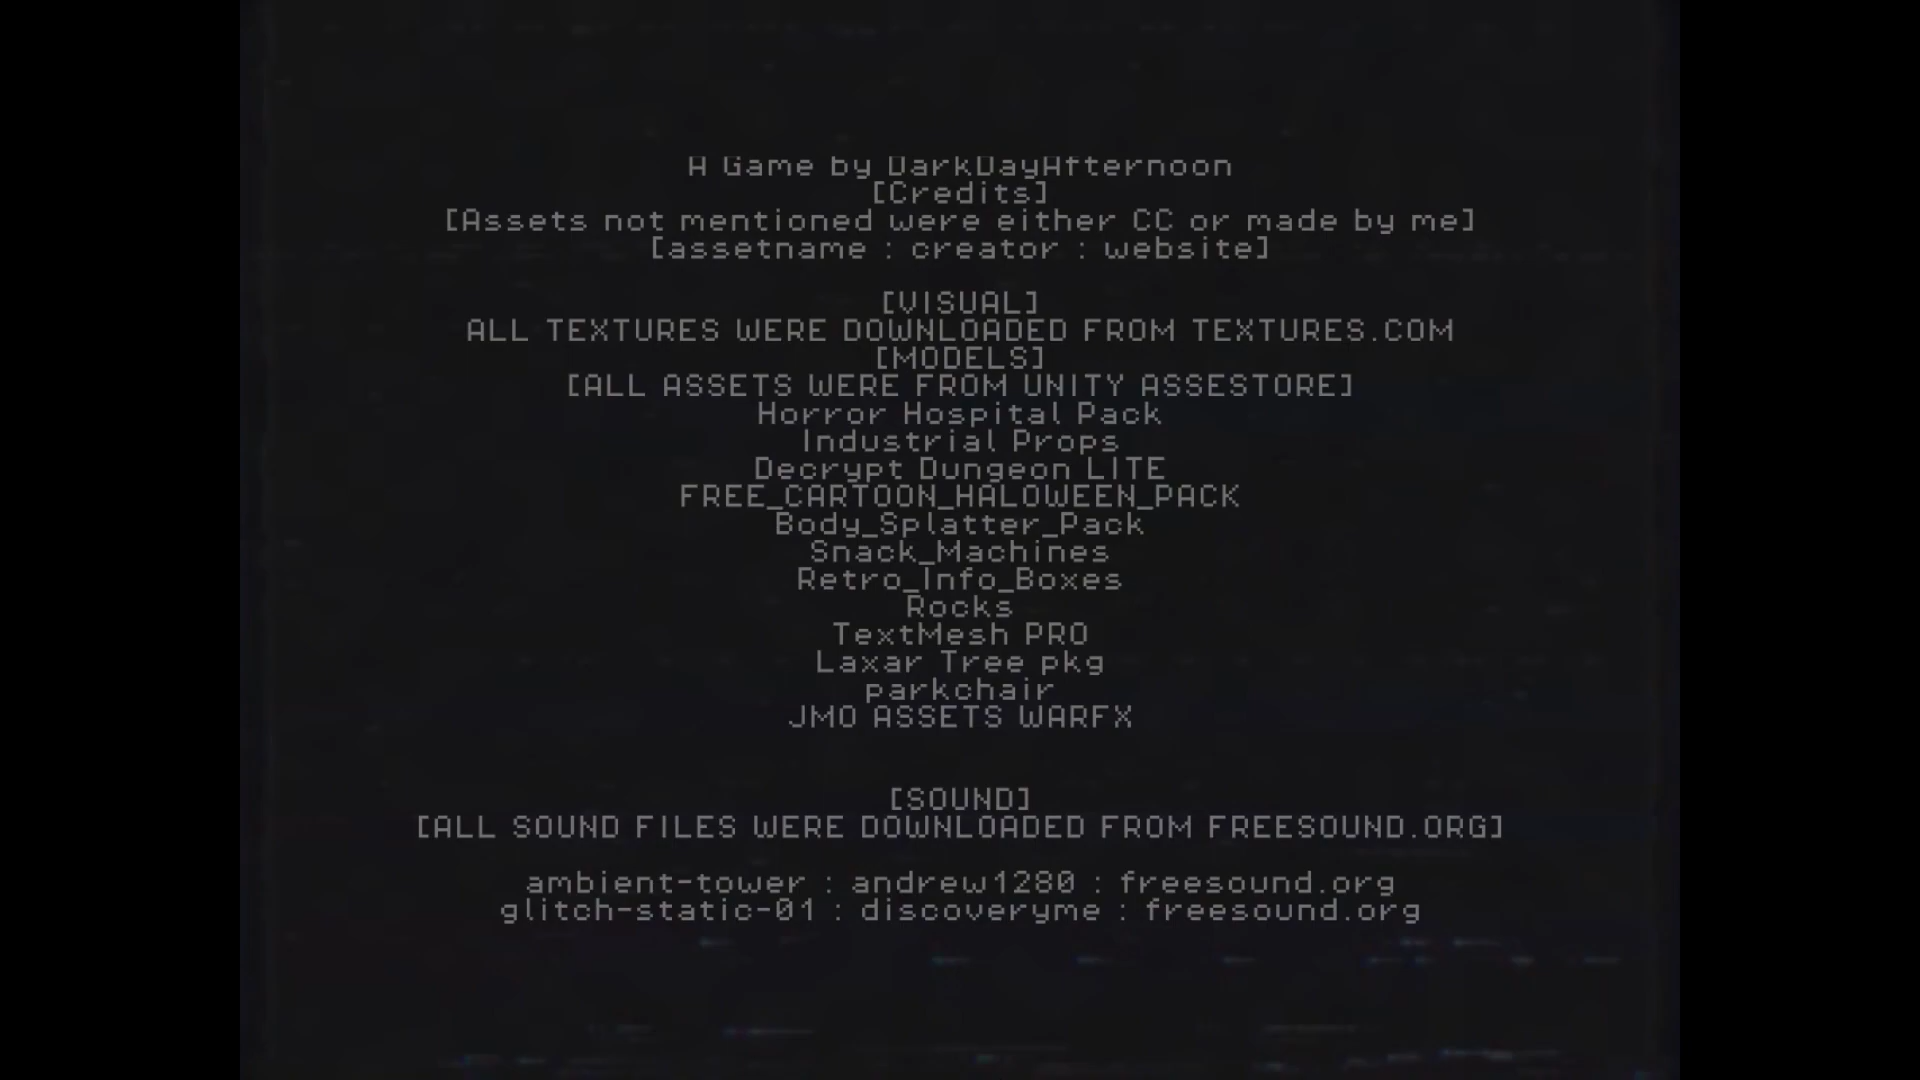 A Game by DarkDayAfternoon
[Credits]
[Assets not mentioned were either CC or made by me]
[assetname : creator : website]
[VISUAL]
ALL TEXTURES WERE DOWNLOADED FROM TEXTURES.COM
[MODELS]
[ALL ASSETS WERE FROM UNITY ASSESTORE]
Horror Hospital Pack
Industrial Props
Decrypt Dungeon LITE
FREE_CARTOON_HALOWEEN_PACK
Body_Splatter_Pack
Snack_Machines
Retro_Info_Boxes
Rocks
TextMesh PRO
Laxar Tree pkg
parkchair
JMO ASSETS WARFX
[SOUND]
[ALL SOUND FILES WERE DOWNLOADED FROM FREESOUND.ORG]
ambient-tower : andrew1280 : freesound.org
glitch-static-01 : discoveryme : freesound.org